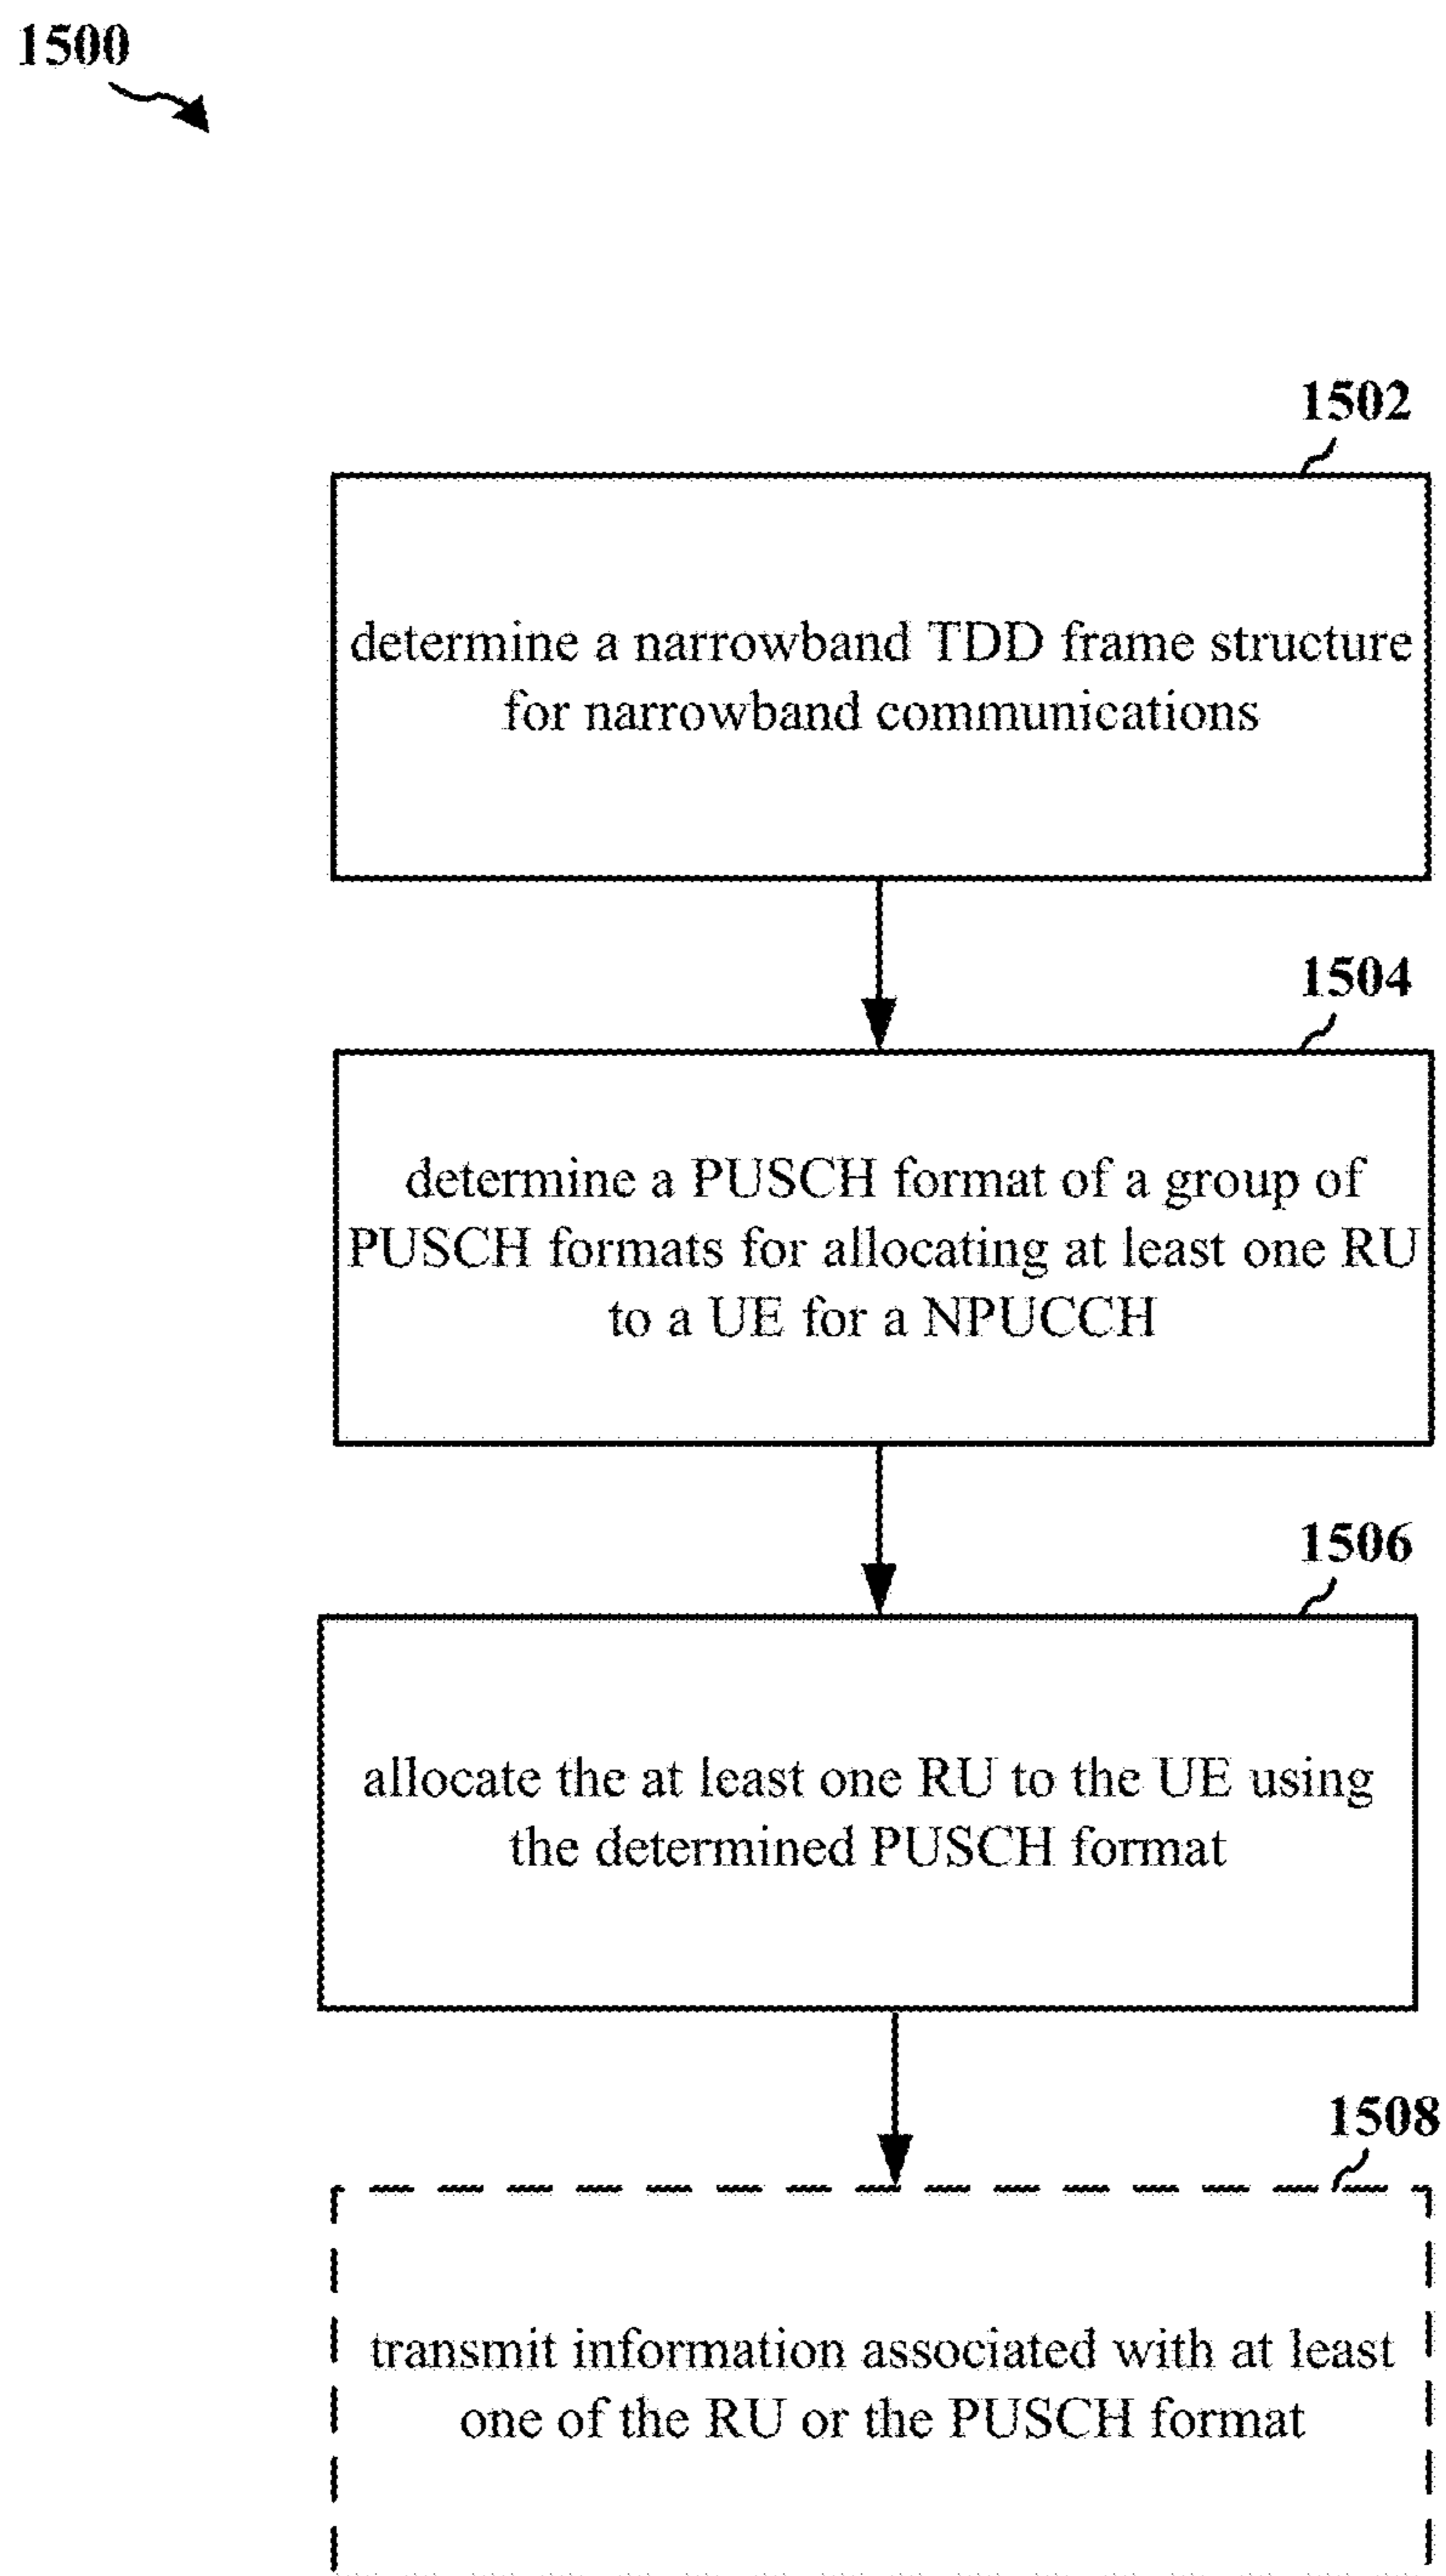 1500
1502
determine a narrowband TDD frame structure
for narrowband communications
1504
determine a PUSCH format of a group of
PUSCH formats for allocating at least one RU
to a UE for a NPUCCH
1506
allocate the at least one RU to the UE using
the determined PUSCH format
1508
transmit information associated with at least
one of the RU or the PUSCH format